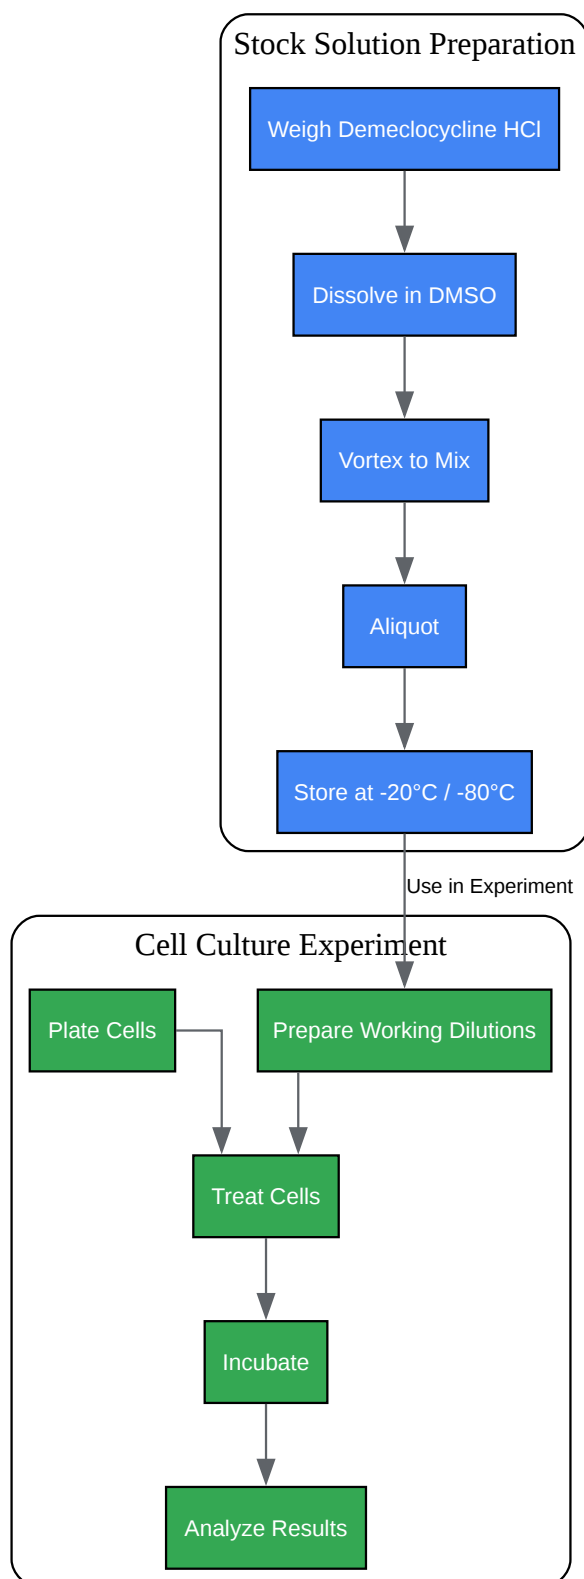 Stock Solution Preparation
Weigh Demeclocycline HCl
Dissolve in DMSO
Vortex to Mix
Aliquot
Store at -20°C / -80°C
Use in Experiment
Cell Culture Experiment
Plate Cells
Prepare Working Dilutions
Treat Cells
Incubate
Analyze Results